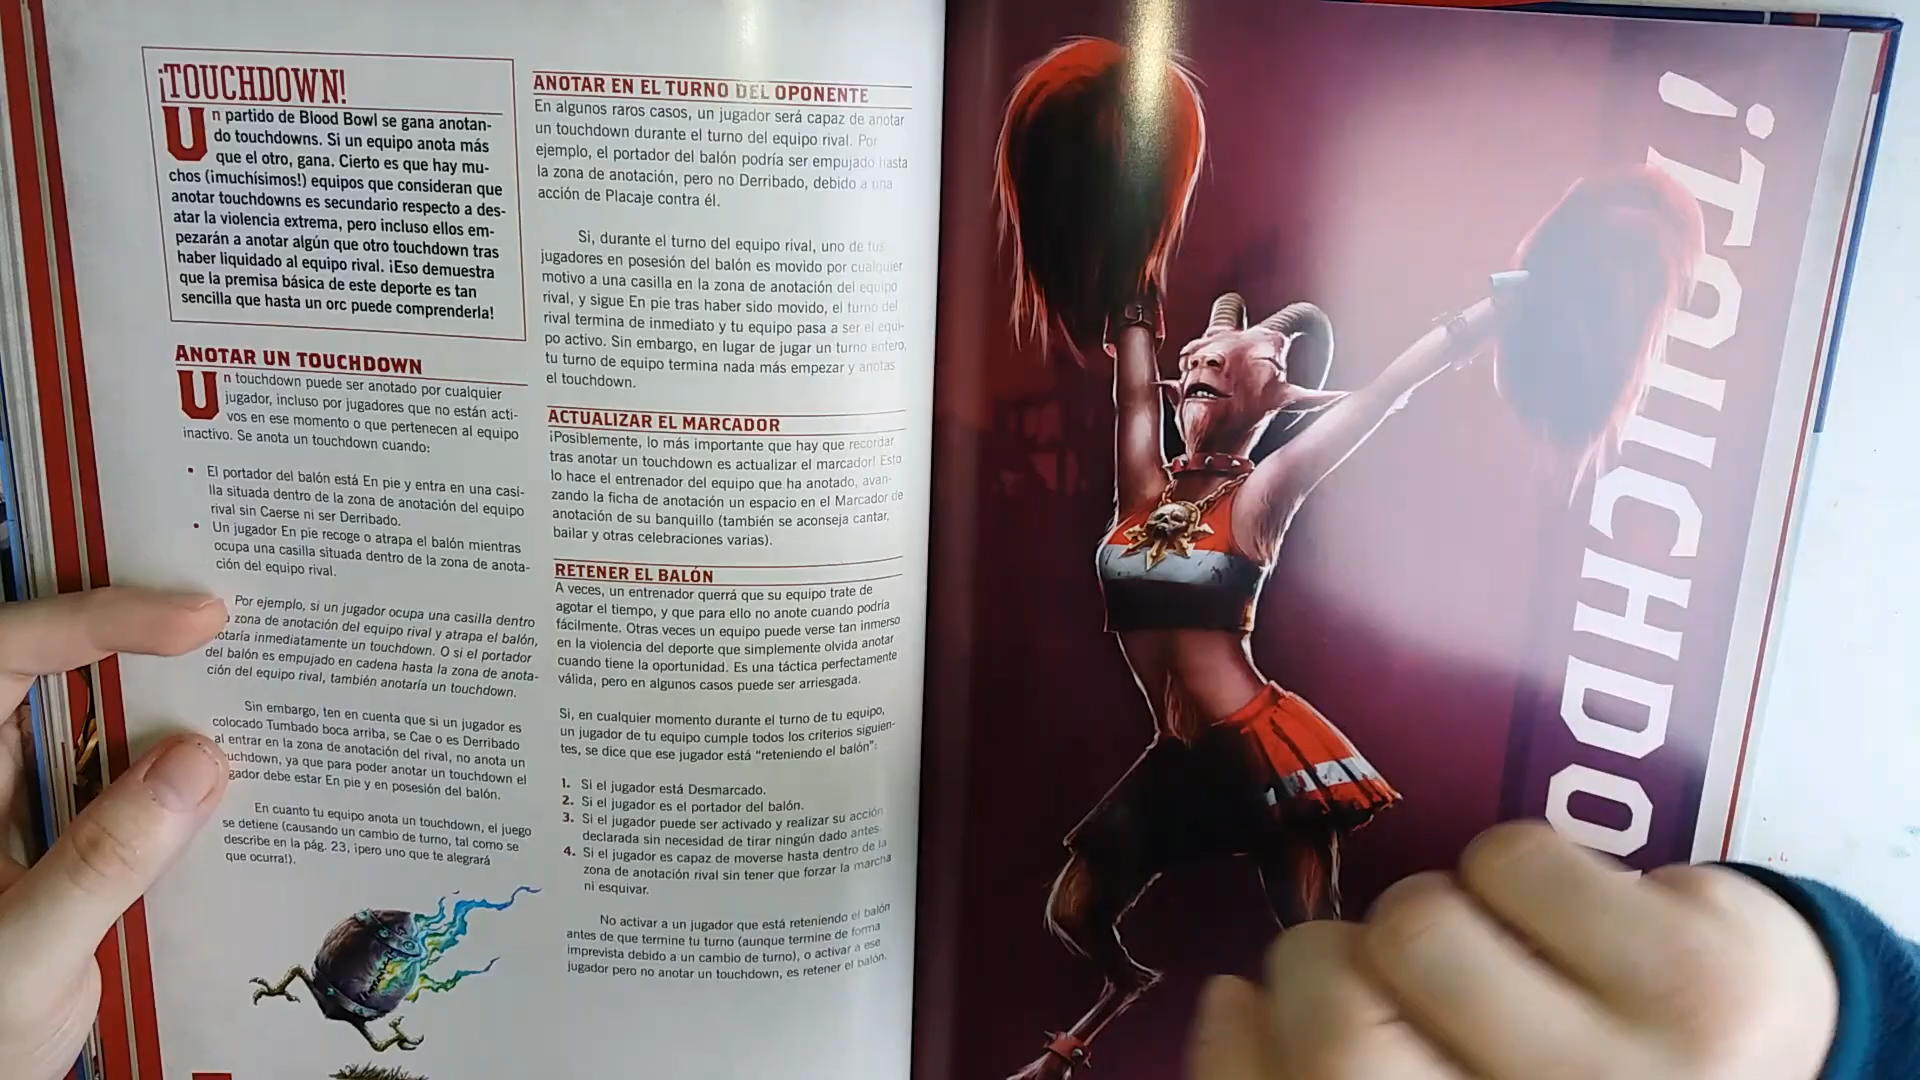 ¡TOUCHDOWN!
Un partido de Blood Bowl se gana anotan-
do touchdowns. Si un equipo anota más
que el otro, gana. Cierto es que hay mu-
chos (¡muchísimos!) equipos que consideran que
anotar touchdowns es secundario respecto a des-
atar la violencia extrema, pero incluso ellos em-
pezarán a anotar algún que otro touchdown tras
haber liquidado al equipo rival. ¡Eso demuestra
que la premisa básica de este deporte es tan
sencilla que hasta un orc puede comprenderla!
ANOTAR UN TOUCHDOWN
Un touchdown puede ser anotado por cualquier
jugador, incluso por jugadores que no están acti-
vos en ese momento o que pertenecen al equipo
inactivo. Se anota un touchdown cuando:
• El portador del balón está En pie y entra en una casi-
lla situada dentro de la zona de anotación del equipo
rival sin Caerse ni ser Derribado.
• Un jugador En pie recoge o atrapa el balón mientras
ocupa una casilla situada dentro de la zona de anota-
ción del equipo rival.
Por ejemplo, si un jugador ocupa una casilla dentro
zona de anotación del equipo rival y atrapa el balón,
inmediatamente un touchdown. O si el portador
del balón es empujado en cadena hasta la zona de anota-
ción del equipo rival, también anotaría un touchdown.
Sin embargo, ten en cuenta que si un jugador es
colocado Tumbado boca arriba, se Cae o es Derribado
al entrar en la zona de anotación del rival, no anota un
ya que para poder anotar un touchdown el
debe estar En pie y en posesión del balón.
En cuanto tu equipo anota un touchdown, el juego
se detiene (causando un cambio de turno, tal como se
describe en la pág. 23, ¡pero uno que te alegrará
que ocurra!).
ANOTAR EN EL TURNO DEL OPONENTE
En algunos raros casos, un jugador será capaz de anotar
un touchdown durante el turno del equipo rival. Por
ejemplo, el portador del balón podría ser empujado hasta
la zona de anotación, pero no Derribado, debido a una
acción de Placaje contra él.
Si, durante el turno del equipo rival, uno de tus
jugadores en posesión del balón es movido por cualquier
motivo a una casilla en la zona de anotación del equipo
rival, y sigue En pie tras haber sido movido, el turno del
rival termina de inmediato y tu equipo pasa a ser el equi-
po activo. Sin embargo, en lugar de jugar un turno entero,
tu turno de equipo termina nada más empezar y anotas
el touchdown.
ACTUALIZAR EL MARCADOR
¡Posiblemente, lo más importante que hay que recordar
tras anotar un touchdown es actualizar el marcador! Esto
lo hace el entrenador del equipo que ha anotado, avan-
zando la ficha de anotación un espacio en el Marcador de
anotación de su banquillo (también se aconseja cantar,
bailar y otras celebraciones varias).
RETENER EL BALÓN
A veces, un entrenador querrá que su equipo trate de
agotar el tiempo, y que para ello no anote cuando podría
fácilmente. Otras veces un equipo puede verse tan inmerso
en la violencia del deporte que simplemente olvida anotar
cuando tiene la oportunidad. Es una táctica perfectamente
válida, pero en algunos casos puede ser arriesgada.
Si, en cualquier momento durante el turno de tu equipo,
un jugador de tu equipo cumple todos los criterios siguien-
tes, se dice que ese jugador está “reteniendo el balón”:
1. Si el jugador está Desmarcado.
2. Si el jugador es el portador del balón.
3. Si el jugador puede ser activado y realizar su acción
declarada sin necesidad de tirar ningún dado antes.
4. Si el jugador es capaz de moverse hasta dentro de la
zona de anotación rival sin tener que forzar la marcha
ni esquivar.
No activar a un jugador que está reteniendo el balón
antes de que termine tu turno (aunque termine de forma
imprevista debido a un cambio de turno), o activar a ese
jugador pero no anotar un touchdown, es retener el balón.